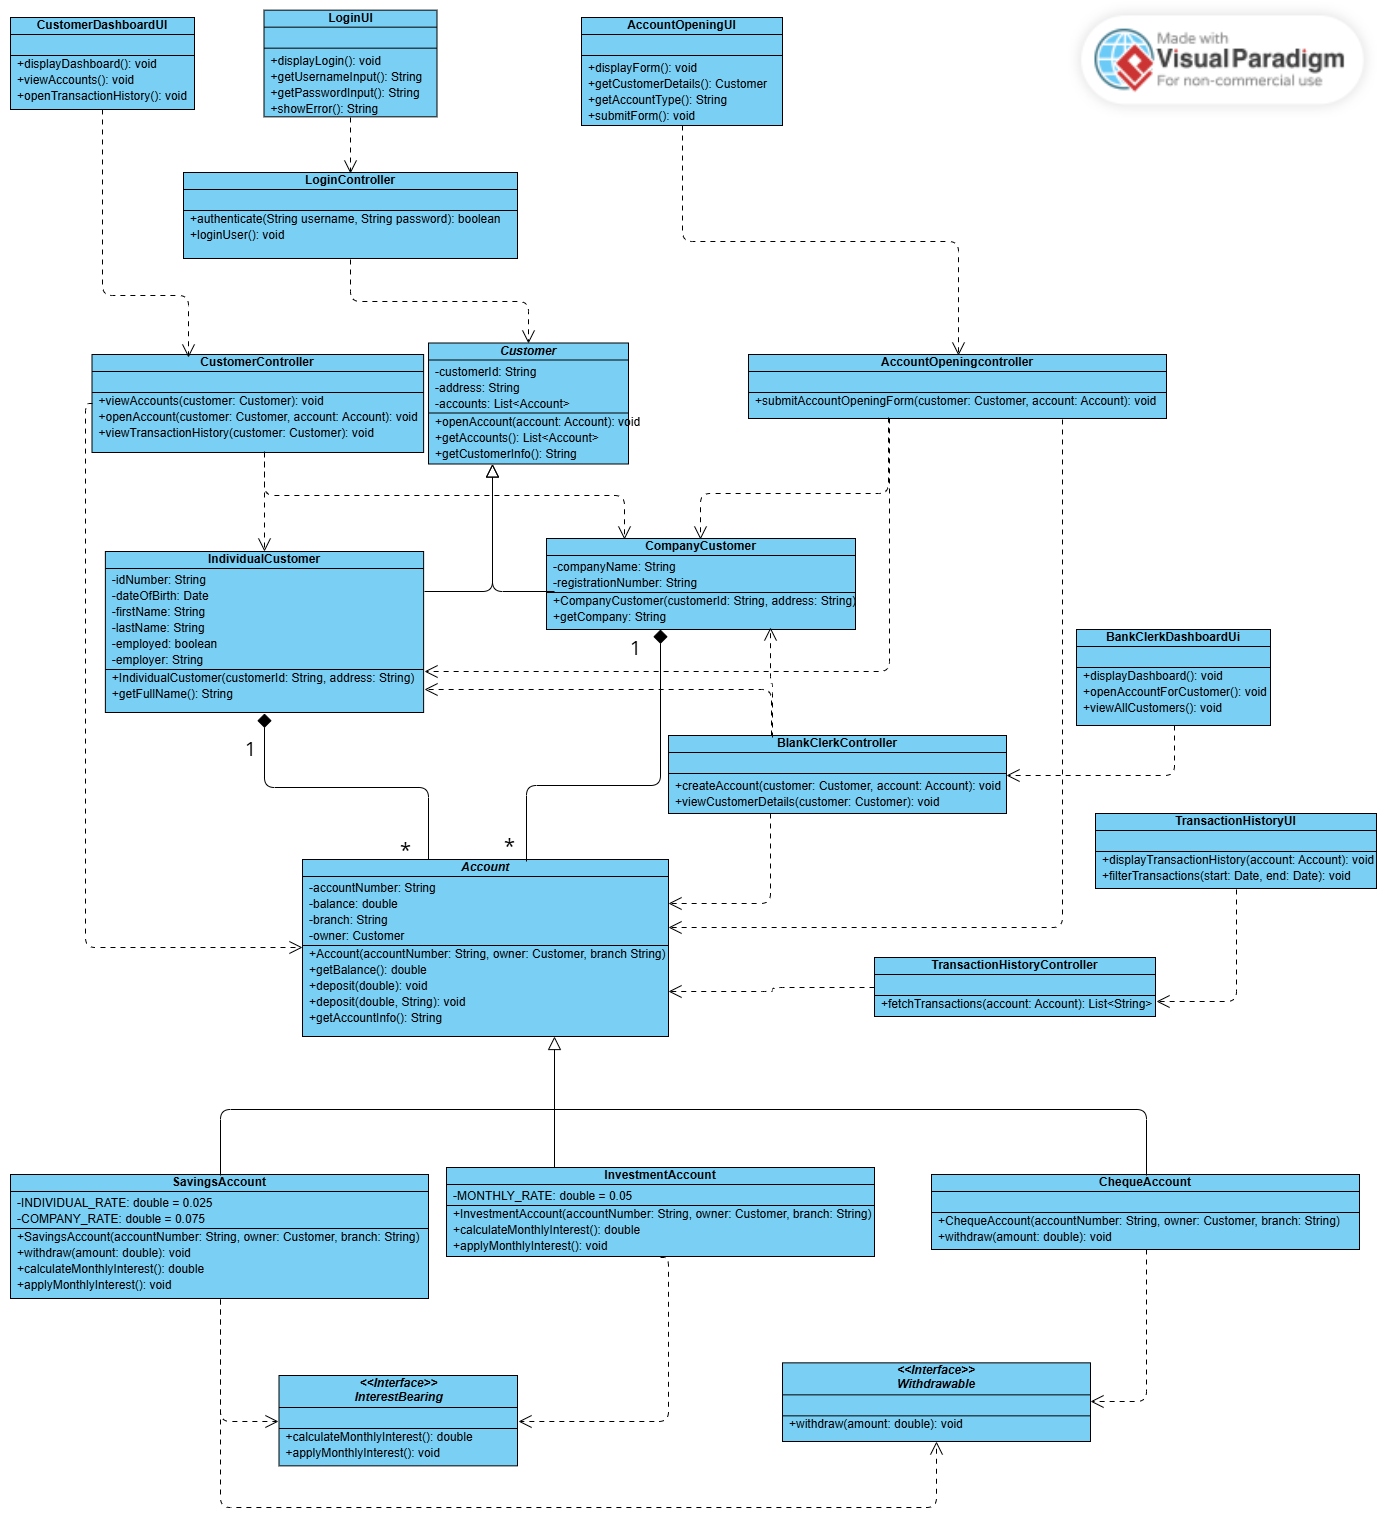 CustomerDashboardUI
+displayDashboard(): void
+viewAccounts(): void
+openTransactionHistory(): void
LoginUI
+displayLogin(): void
+getUsernameInput(): String
+getPasswordInput(): String
+showError(): String
AccountOpeningUI
+displayForm(): void
+getCustomerDetails(): Customer
+getAccountType(): String
+submitForm(): void
Made with
VisualParadigm
For non-commercial use
LoginController
+authenticate(String username, String password): boolean
+loginUser(): void
CustomerController
+viewAccounts(customer: Customer): void
+openAccount(customer: Customer, account: Account): void
+viewTransactionHistory(customer: Customer): void
Customer
-customerId: String
-address: String
-accounts: List<Account>
+openAccount(account: Account): void
+getAccounts(): List<Account>
+getCustomerInfo(): String
AccountOpeningcontroller
+submitAccountOpeningForm(customer: Customer, account: Account): void
IndividualCustomer
-idNumber: String
-dateOfBirth: Date
-firstName: String
-lastName: String
-employed: boolean
-employer: String
+IndividualCustomer(customerId: String, address: String)
+getFullName(): String
CompanyCustomer
-companyName: String
-registrationNumber: String
+CompanyCustomer(customerId: String, address: String)
+getCompany: String
1
1
*
*
BankClerkDashboardUi
+displayDashboard(): void
+openAccountForCustomer(): void
+viewAllCustomers(): void
BlankClerkController
+createAccount(customer: Customer, account: Account): void
+viewCustomerDetails(customer: Customer): void
TransactionHistoryUI
+displayTransactionHistory(account: Account): void
+filterTransactions(start: Date, end: Date): void
Account
-accountNumber: String
-balance: double
-branch: String
-owner: Customer
+Account(accountNumber: String, owner: Customer, branch String)
+getBalance(): double
+deposit(double): void
+deposit(double, String): void
+getAccountInfo(): String
TransactionHistoryController
+fetchTransactions(account: Account): List<String>
SavingsAccount
-INDIVIDUAL_RATE: double = 0.025
-COMPANY_RATE: double = 0.075
+SavingsAccount(accountNumber: String, owner: Customer, branch: String)
+withdraw(amount: double): void
+calculateMonthlyInterest(): double
+applyMonthlyInterest(): void
InvestmentAccount
-MONTHLY_RATE: double = 0.05
+InvestmentAccount(accountNumber: String, owner: Customer, branch: String)
+calculateMonthlyInterest(): double
+applyMonthlyInterest(): void
ChequeAccount
+ChequeAccount(accountNumber: String, owner: Customer, branch: String)
+withdraw(amount: double): void
<<Interface>>
InterestBearing
+calculateMonthlyInterest(): double
+applyMonthlyInterest(): void
<<Interface>>
Withdrawable
+withdraw(amount: double): void